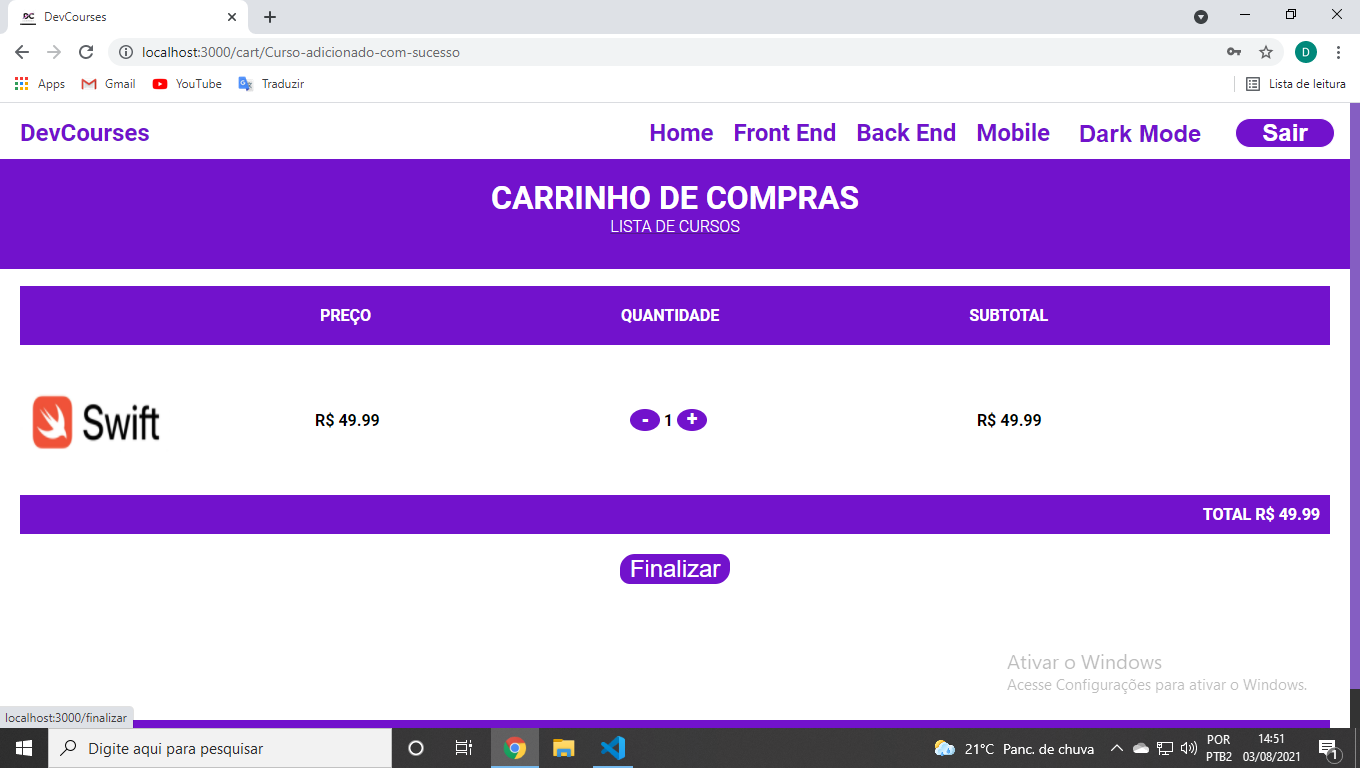 DC DevCourses
localhost:3000/cart/Curso-adicionado-com-sucesso D
Apps Gmail YouTube Traduzir Lista de leitura
DevCourses Home Front End Back End Mobile Dark Mode Sair
CARRINHO DE COMPRAS
LISTA DE CURSOS
PREÇO QUANTIDADE SUBTOTAL
Swift R$ 49.99 - 1 + R$ 49.99
TOTAL R$ 49.99
Finalizar
Ativar o Windows
Acesse Configurações para ativar o Windows.
localhost:3000/finalizar
Digite aqui para pesquisar 21°C Panc. de chuva
POR 14:51
PTB2 03/08/2021 1